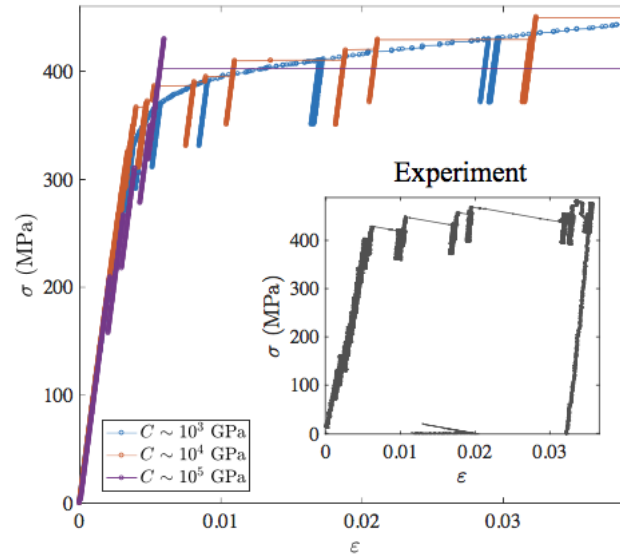 σ (MPa)
400
300
200
100
0
0
0.01
0.02
0.03
ε
C ∼ 10³ GPa
C ∼ 10⁴ GPa
C ∼ 10⁵ GPa
Experiment
σ (MPa)
400
300
200
100
0
0
0.01
0.02
0.03
ε